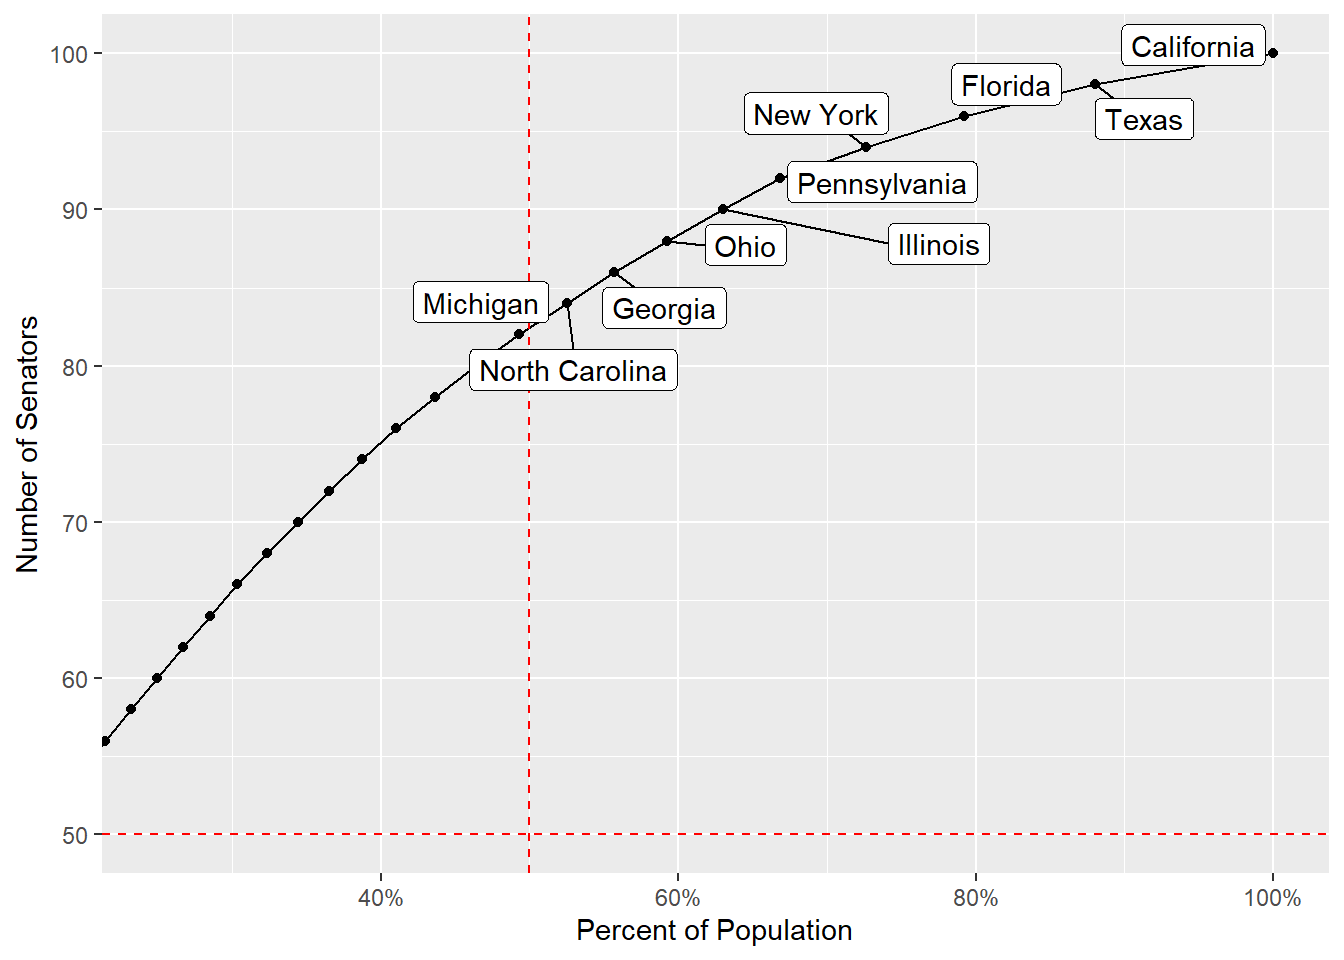 100
90
80
70
60
50
Number of Senators
California
Florida
Texas
New York
Pennsylvania
Illinois
Ohio
Georgia
Michigan
North Carolina
40%
60%
80%
100%
Percent of Population